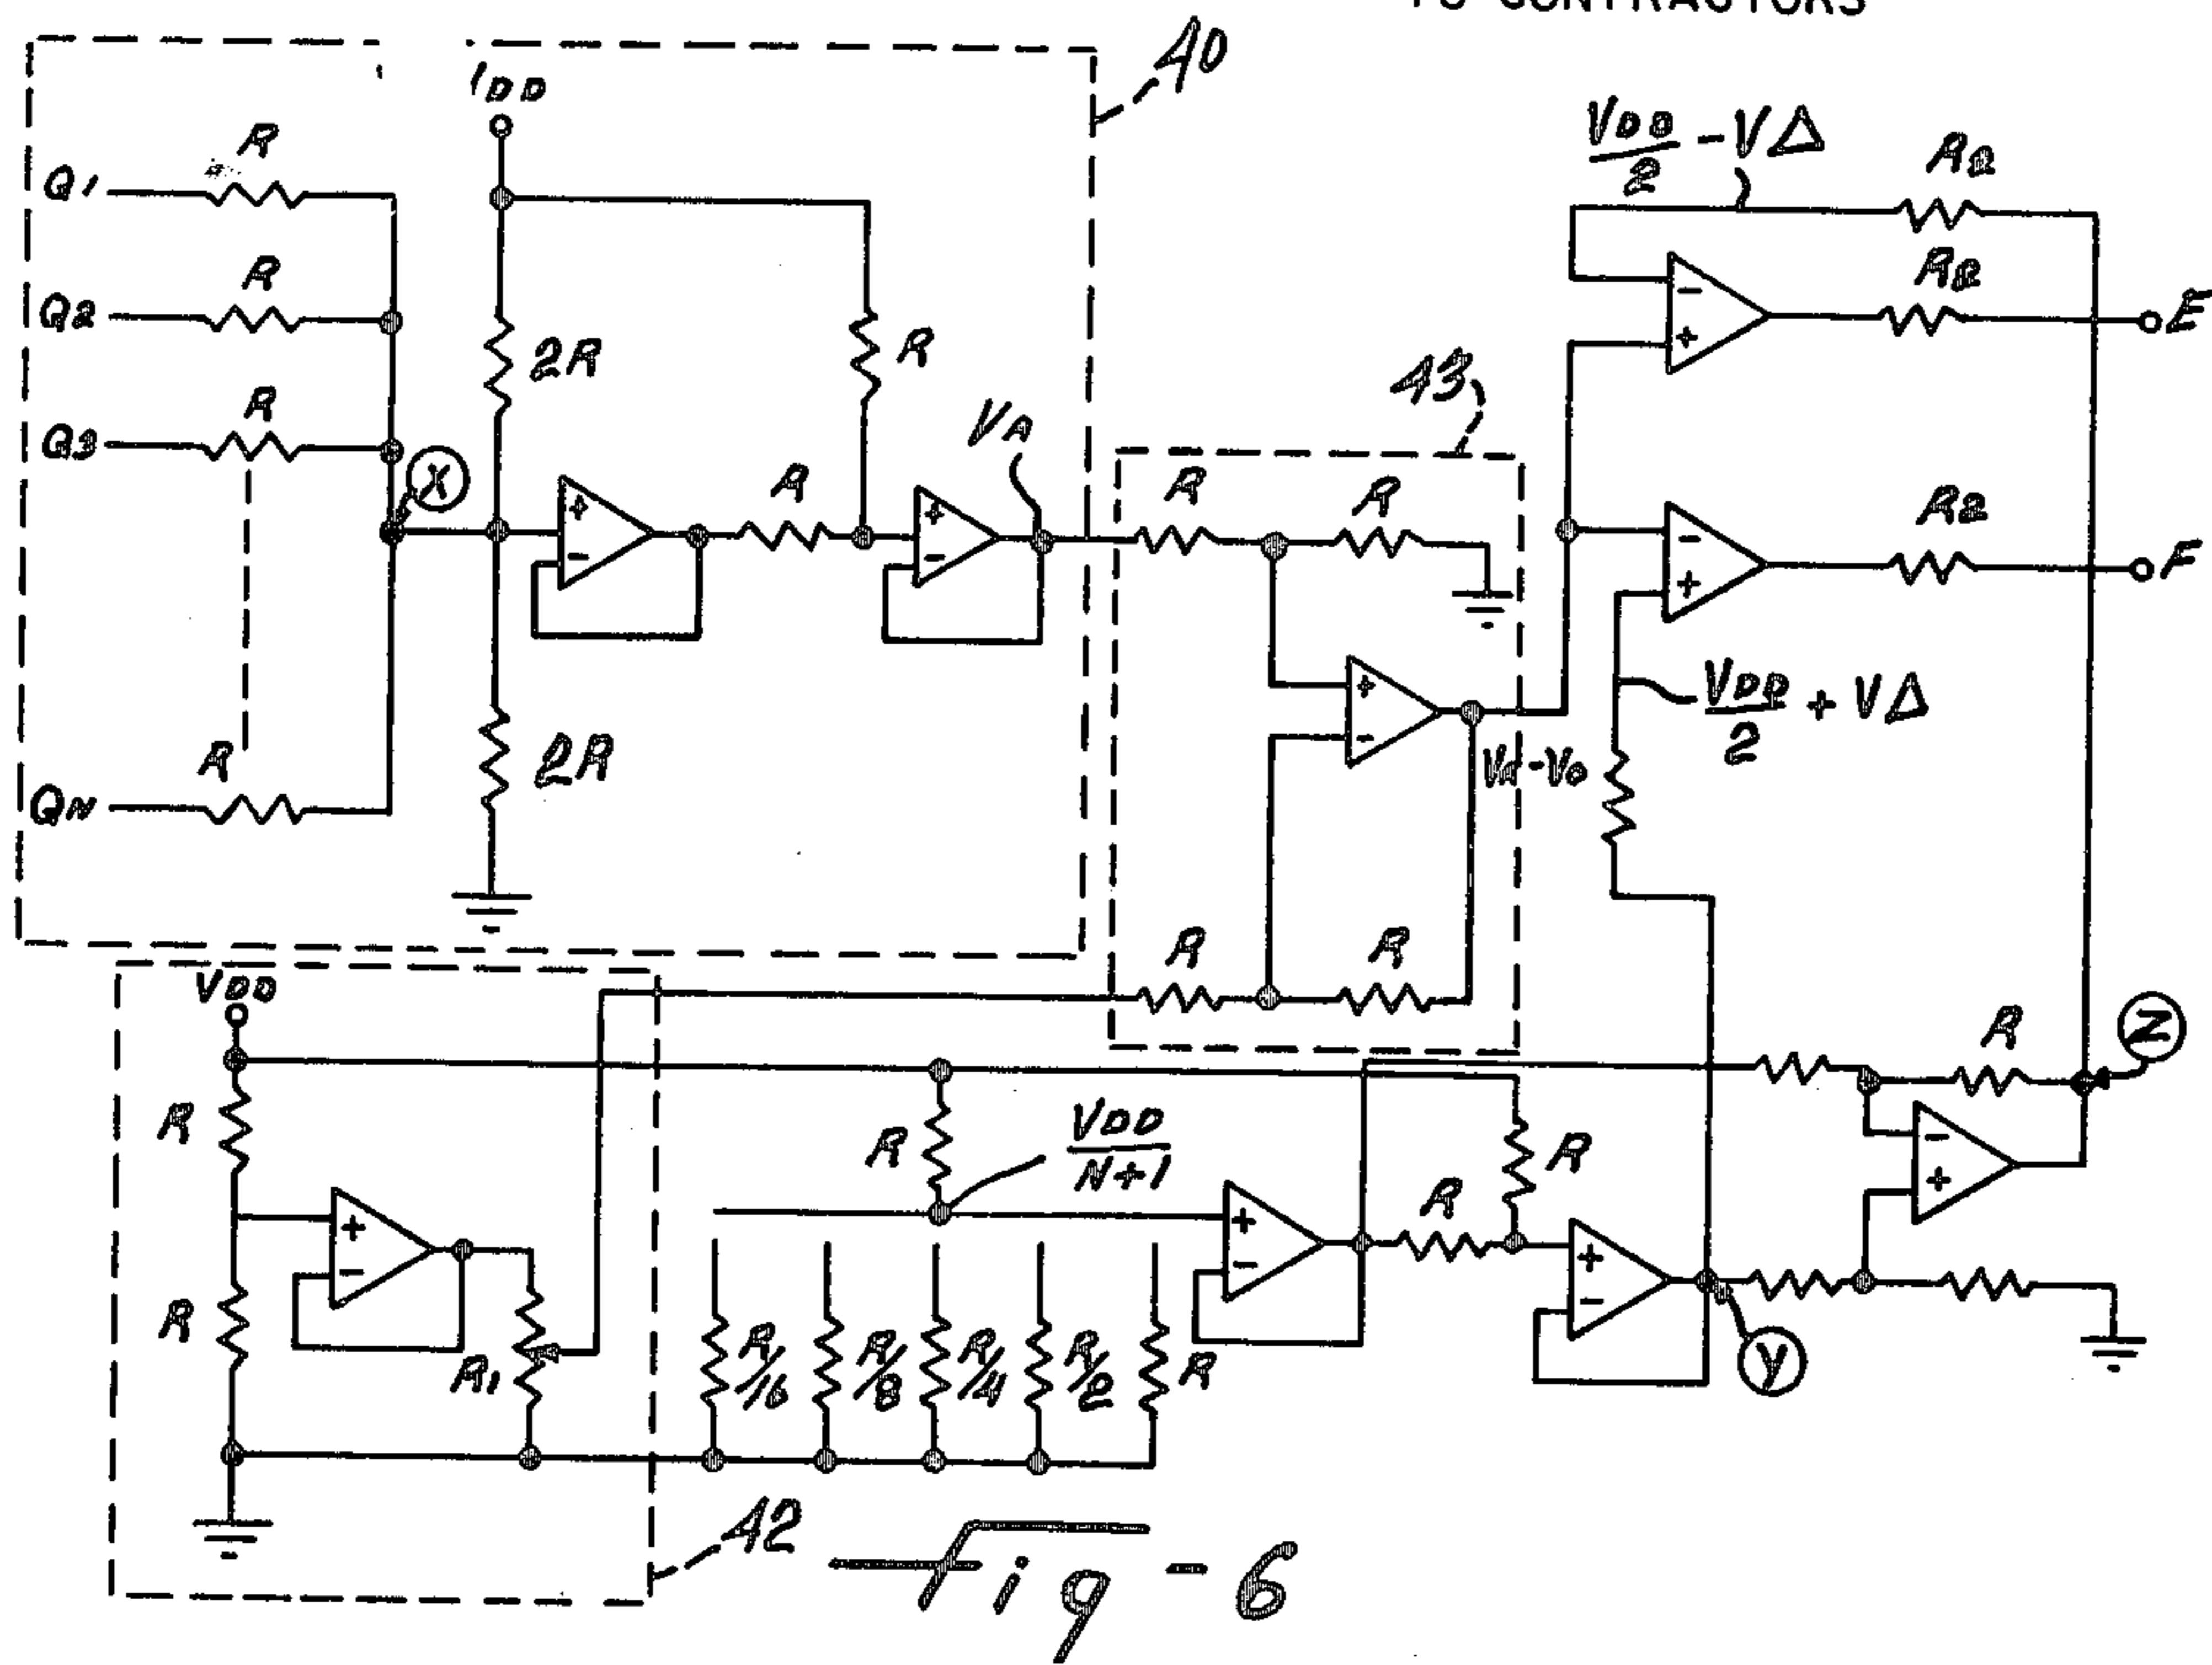 TO CONTRACTORS
40
DD
Q1
R
Q2
R
Q3
R
X
QN
R
2R
2R
R
R
VA
43
R
R
R
R
VDD/2 - VΔ
R2
R2
E
R2
F
VDD/2 + VΔ
VA-VO
VDD
R
R
R1
42
R
VDD/N+1
R/16
R/8
R/4
R/2
R
R
R
R
Z
Y
Fig-6